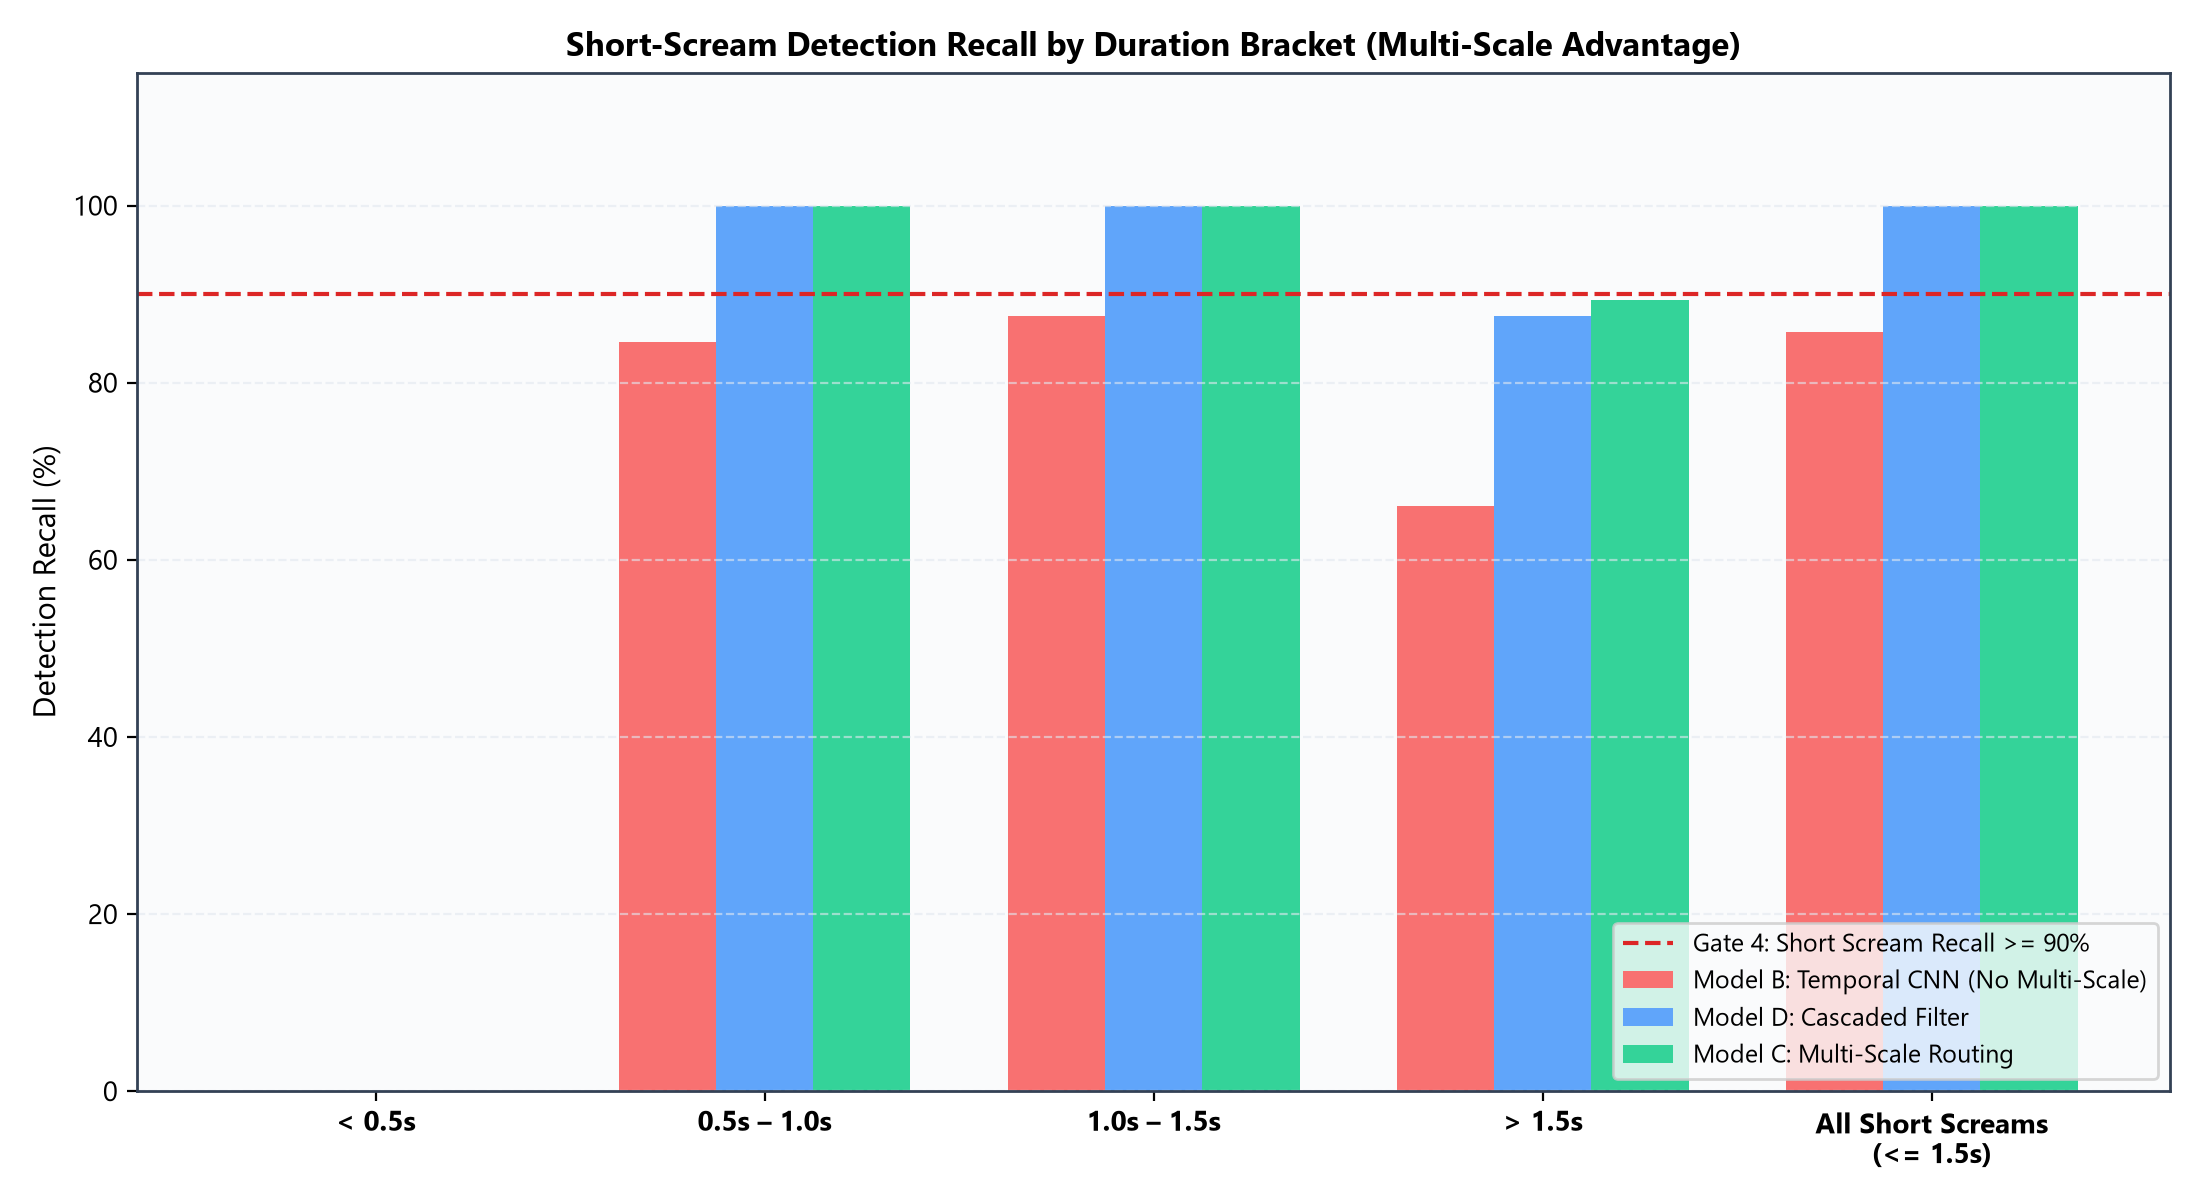 Short-Scream Detection Recall by Duration Bracket (Multi-Scale Advantage)
Detection Recall (%)
100
80
60
40
20
0
< 0.5s
0.5s – 1.0s
1.0s – 1.5s
> 1.5s
All Short Screams
(<= 1.5s)
Gate 4: Short Scream Recall >= 90%
Model B: Temporal CNN (No Multi-Scale)
Model D: Cascaded Filter
Model C: Multi-Scale Routing